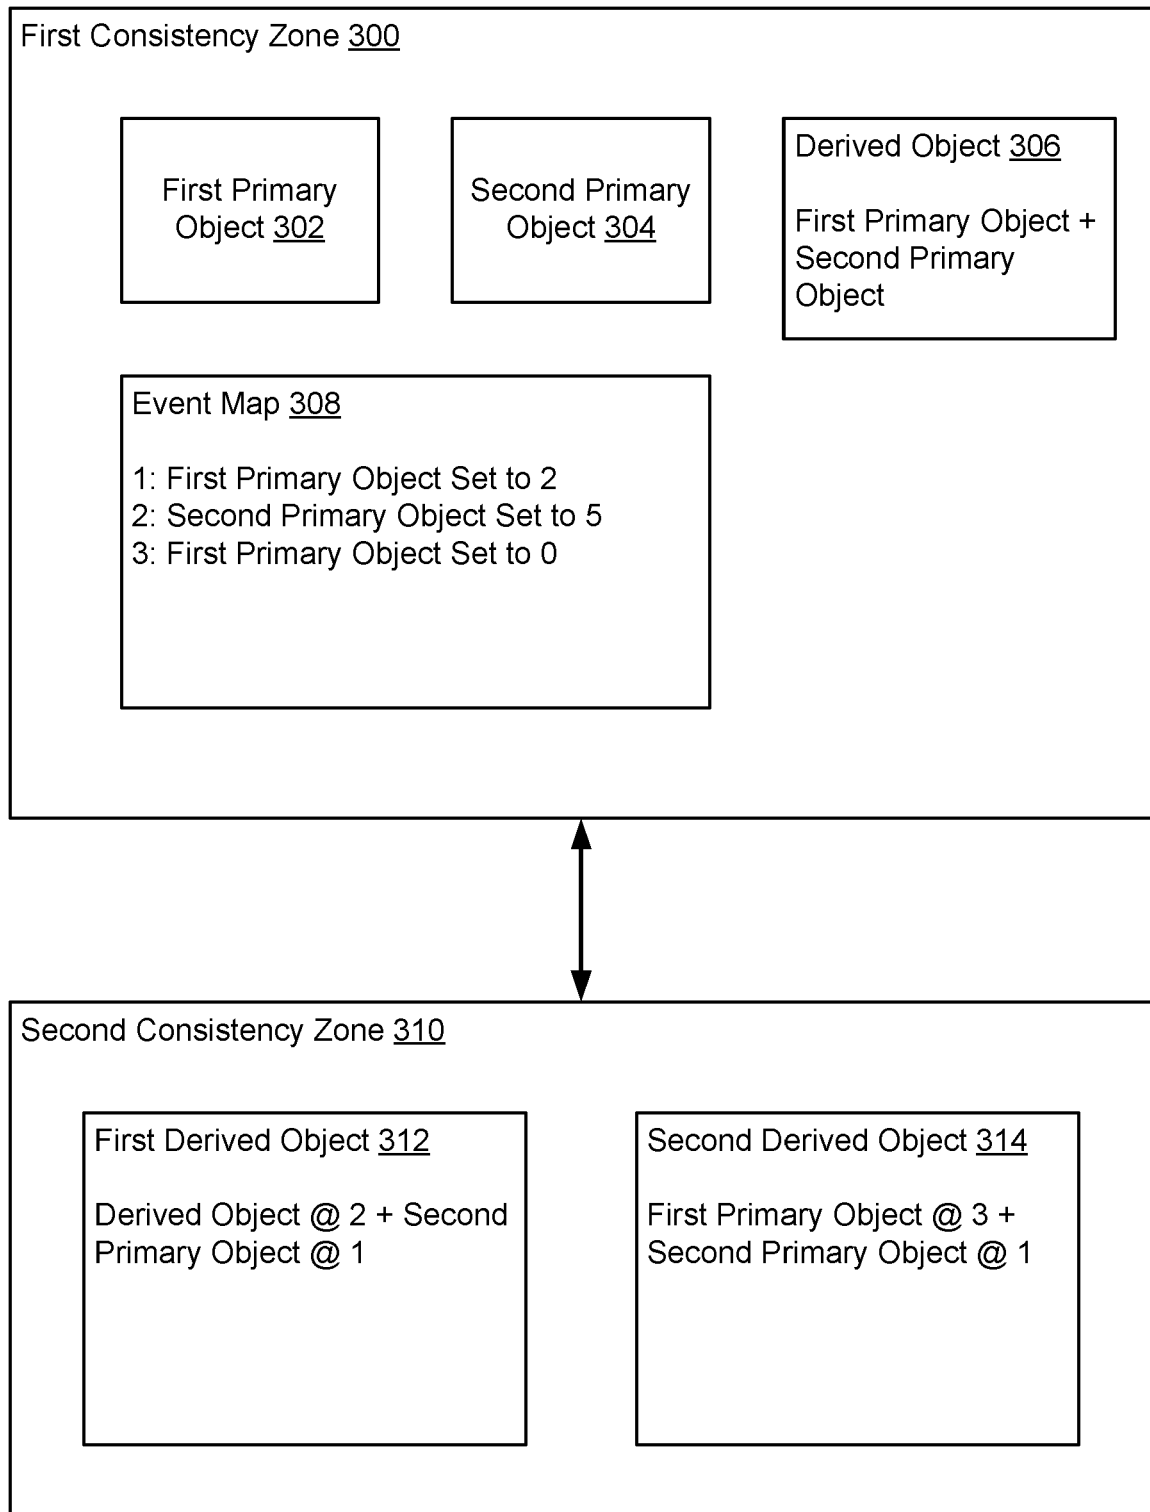 First Consistency Zone 300
First Primary
Object 302
Second Primary
Object 304
Derived Object 306
First Primary Object +
Second Primary
Object
Event Map 308
1: First Primary Object Set to 2
2: Second Primary Object Set to 5
3: First Primary Object Set to 0
Second Consistency Zone 310
First Derived Object 312
Derived Object @ 2 + Second
Primary Object @ 1
Second Derived Object 314
First Primary Object @ 3 +
Second Primary Object @ 1